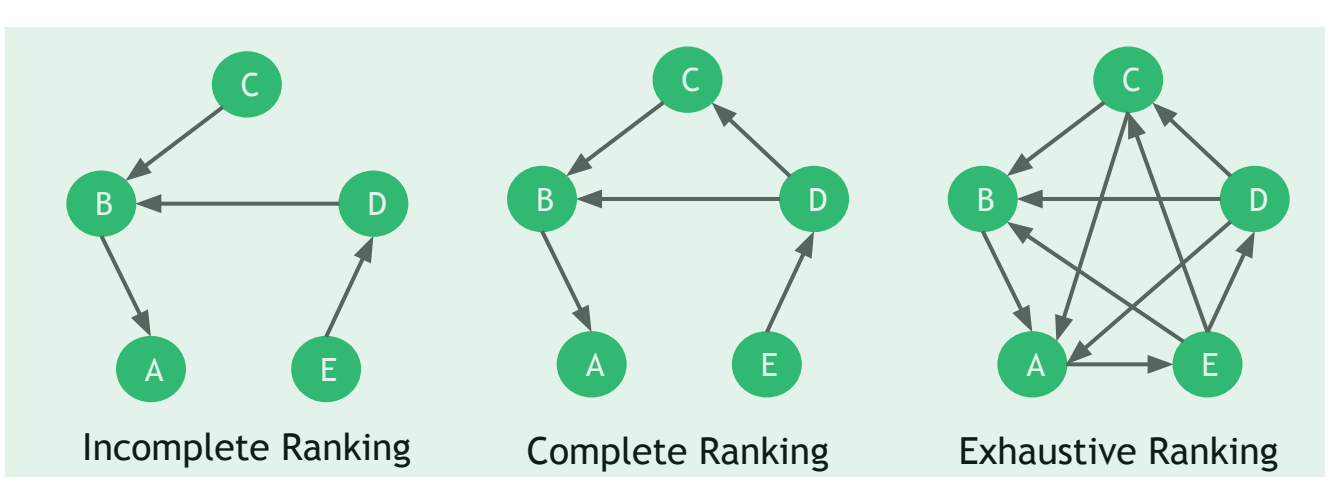 C
B
D
A
E
Incomplete Ranking
C
B
D
A
E
Complete Ranking
C
B
D
A
E
Exhaustive Ranking